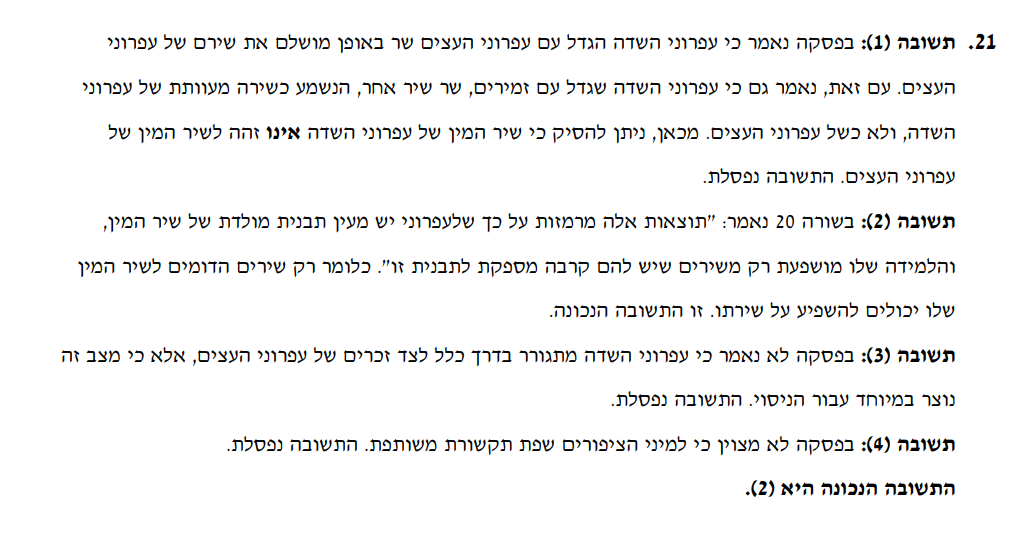 21. תשובה (1): בפסקה נאמר כי עפרוני השדה הגדל עם עפרוני העצים שר באופן מושלם את שירם של עפרוני
העצים. עם זאת, נאמר גם כי עפרוני השדה שגדל עם זמירים, שר שיר אחר, הנשמע כשירה מעוותת של עפרוני
השדה, ולא כשל עפרוני העצים. מכאן, ניתן להסיק כי שיר המין של עפרוני השדה אינו זהה לשיר המין של
עפרוני העצים. התשובה נפסלת.
תשובה (2): בשורה 20 נאמר: "תוצאות אלה מרמזות על כך שלעפרוני יש מעין תבנית מולדת של שיר המין,
והלמידה שלו מושפעת רק משירים שיש להם קרבה מספקת לתבנית זו". כלומר רק שירים הדומים לשיר המין
שלו יכולים להשפיע על שירתו. זו התשובה הנכונה.
תשובה (3): בפסקה לא נאמר כי עפרוני השדה מתגורר בדרך כלל לצד זכרים של עפרוני העצים, אלא כי מצב זה
נוצר במיוחד עבור הניסוי. התשובה נפסלת.
תשובה (4): בפסקה לא מצוין כי למיני הציפורים שפת תקשורת משותפת. התשובה נפסלת.
התשובה הנכונה היא (2).